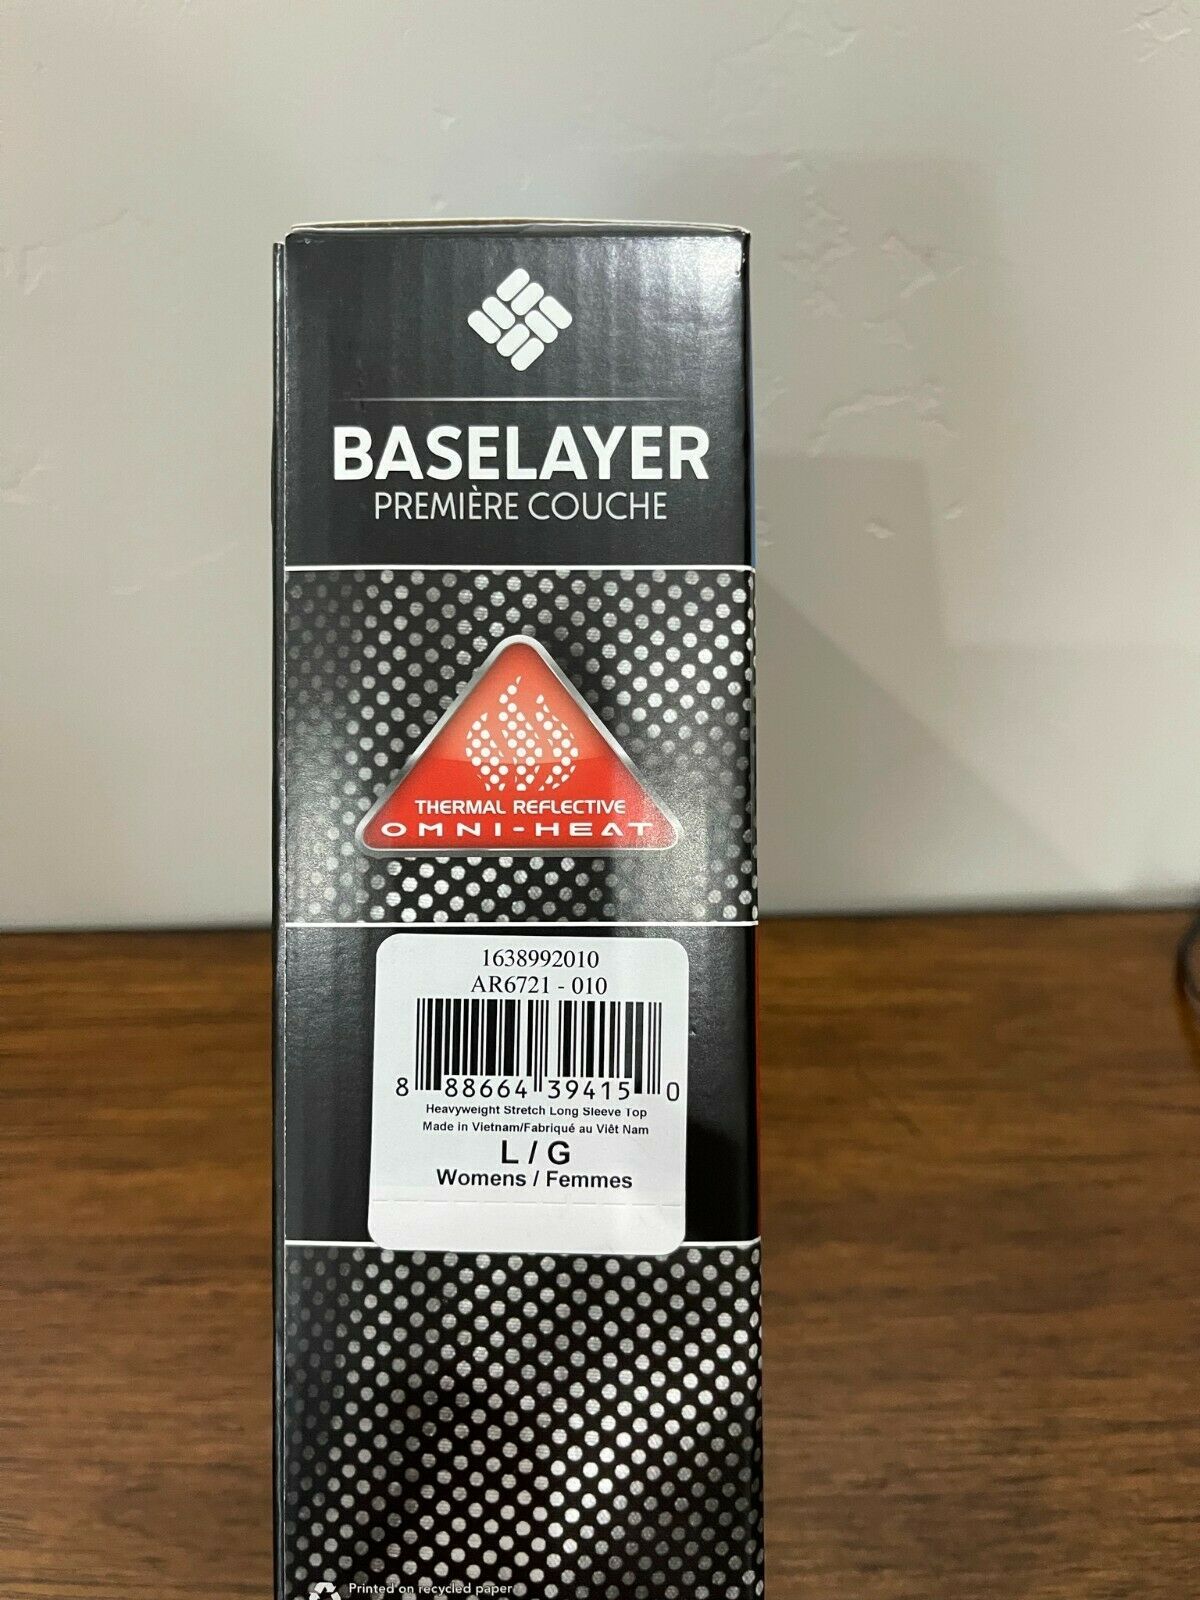 BASELAYER
PREMIÈRE COUCHE
THERMAL REFLECTIVE
OMNI-HEAT
1638992010
AR6721 - 010
8 88664 39415 0
Heavyweight Stretch Long Sleeve Top
Made in Vietnam/Fabriqué au Viêt Nam
L / G
Womens / Femmes
Printed on recycled paper